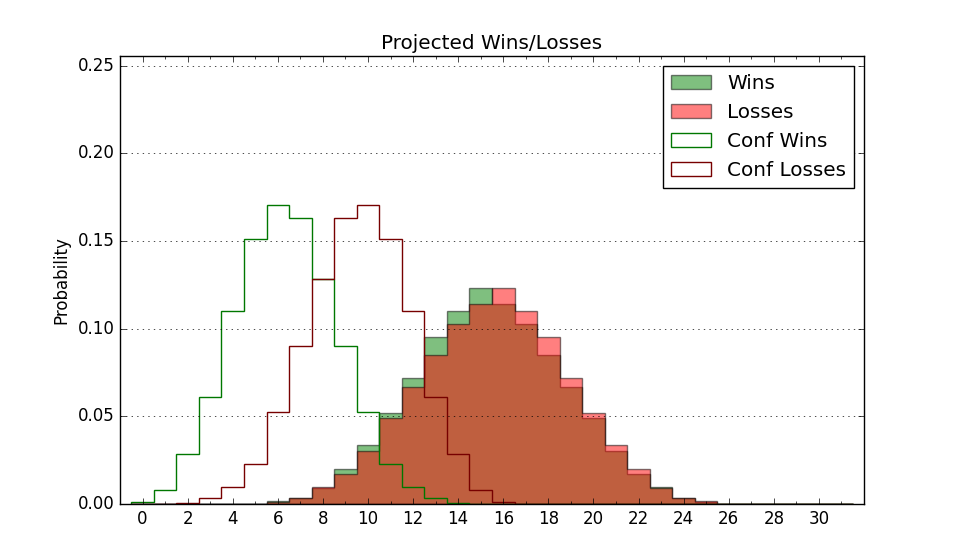 Projected Wins/Losses
0.25
0.20
0.15
0.10
0.05
0.00
Probability
Wins
Losses
Conf Wins
Conf Losses
0 2 4 6 8 10 12 14 16 18 20 22 24 26 28 30